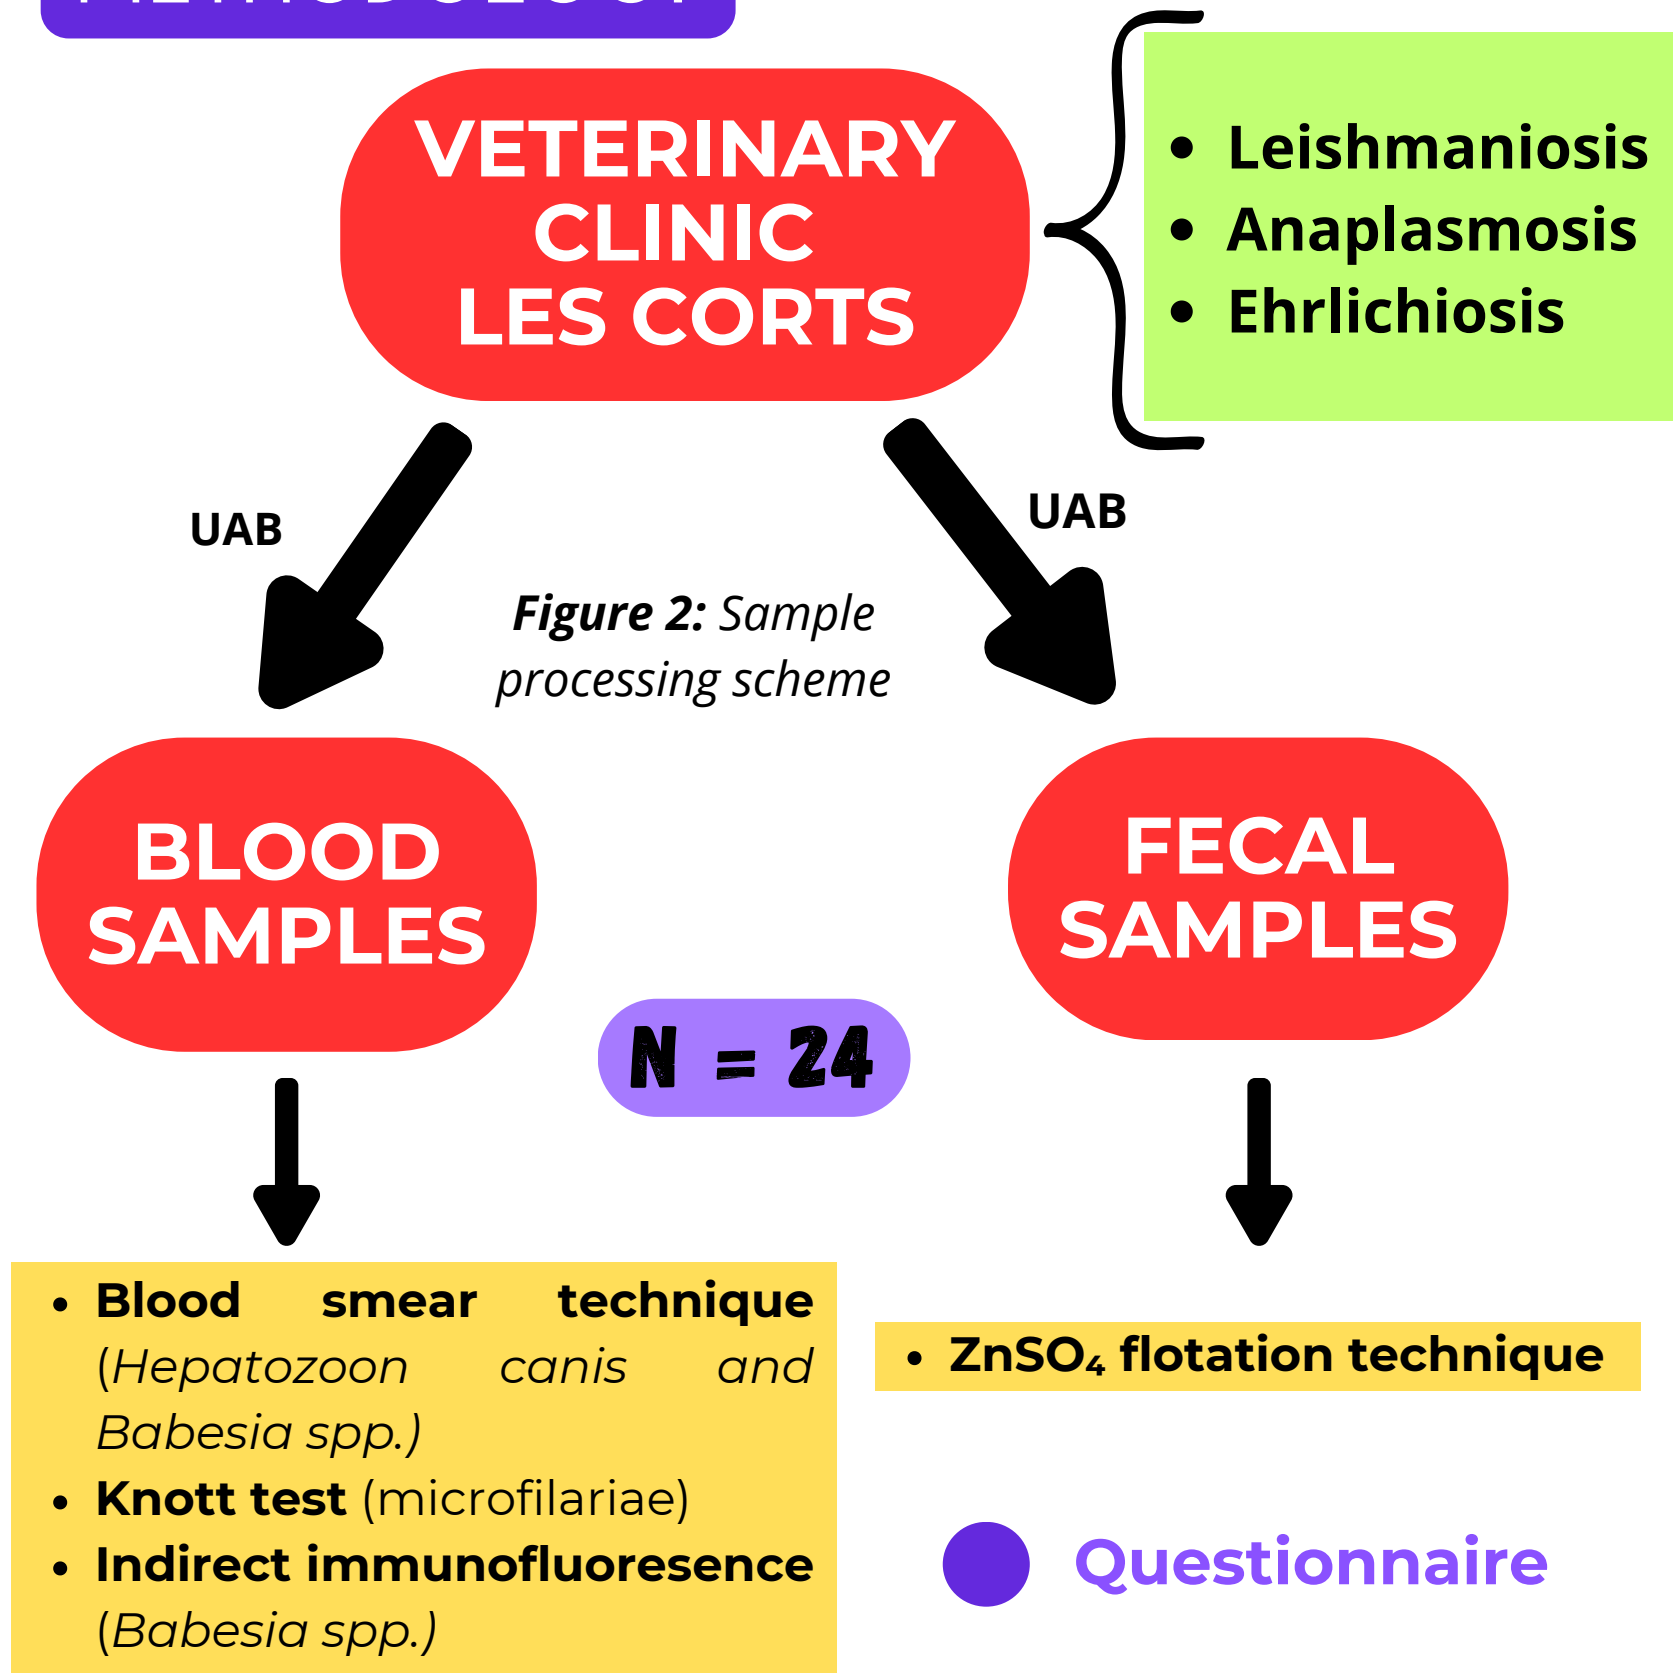 VETERINARY
CLINIC
LES CORTS
• Leishmaniosis
• Anaplasmosis
• Ehrlichiosis
UAB
UAB
Figure 2: Sample
processing scheme
BLOOD
SAMPLES
FECAL
SAMPLES
N = 24
• Blood smear technique
(Hepatozoon canis and
Babesia spp.)
• Knott test (microfilariae)
• Indirect immunofluoresence
(Babesia spp.)
• ZnSO₄ flotation technique
Questionnaire